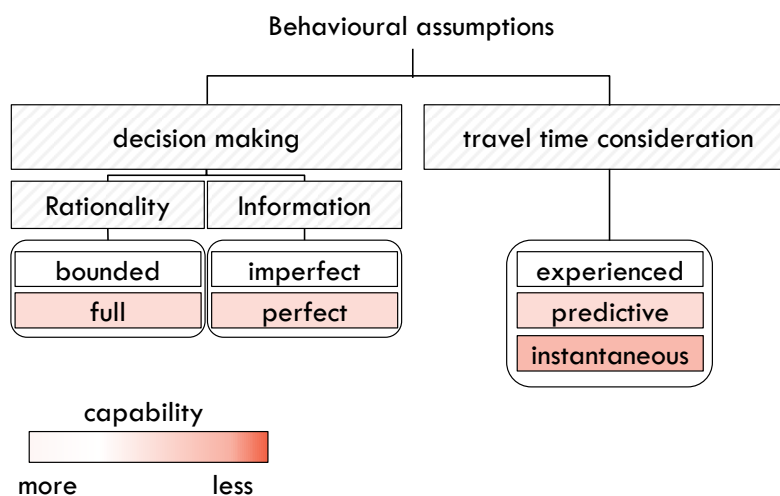 Behavioural assumptions
decision making
travel time consideration
Rationality
Information
bounded
imperfect
experienced
full
perfect
predictive
instantaneous
capability
more
less